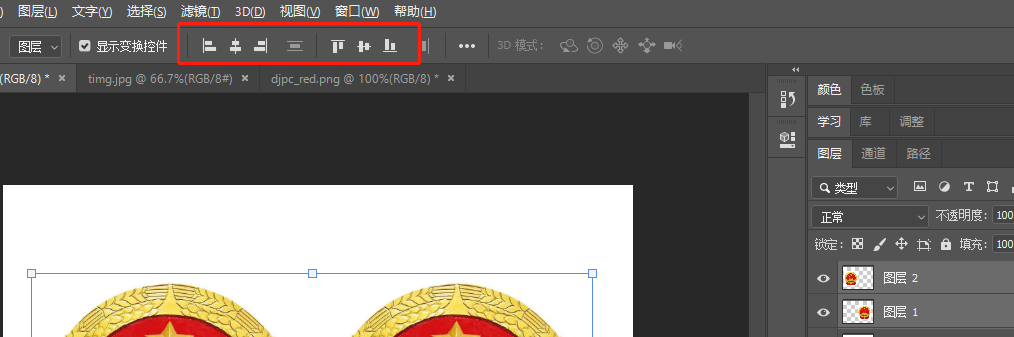 ) 图层(L) 文字(Y) 选择(S) 滤镜(T) 3D(D) 视图(V) 窗口(W) 帮助(H)
图层 显示变换控件 3D 模式:
(RGB/8) * × timg.jpg @ 66.7%(RGB/8#) × djpc_red.png @ 100%(RGB/8) * ×
颜色 色板
学习 库 调整
图层 通道 路径
类型
正常 不透明度: 100
锁定: 填充: 100
图层 2
图层 1